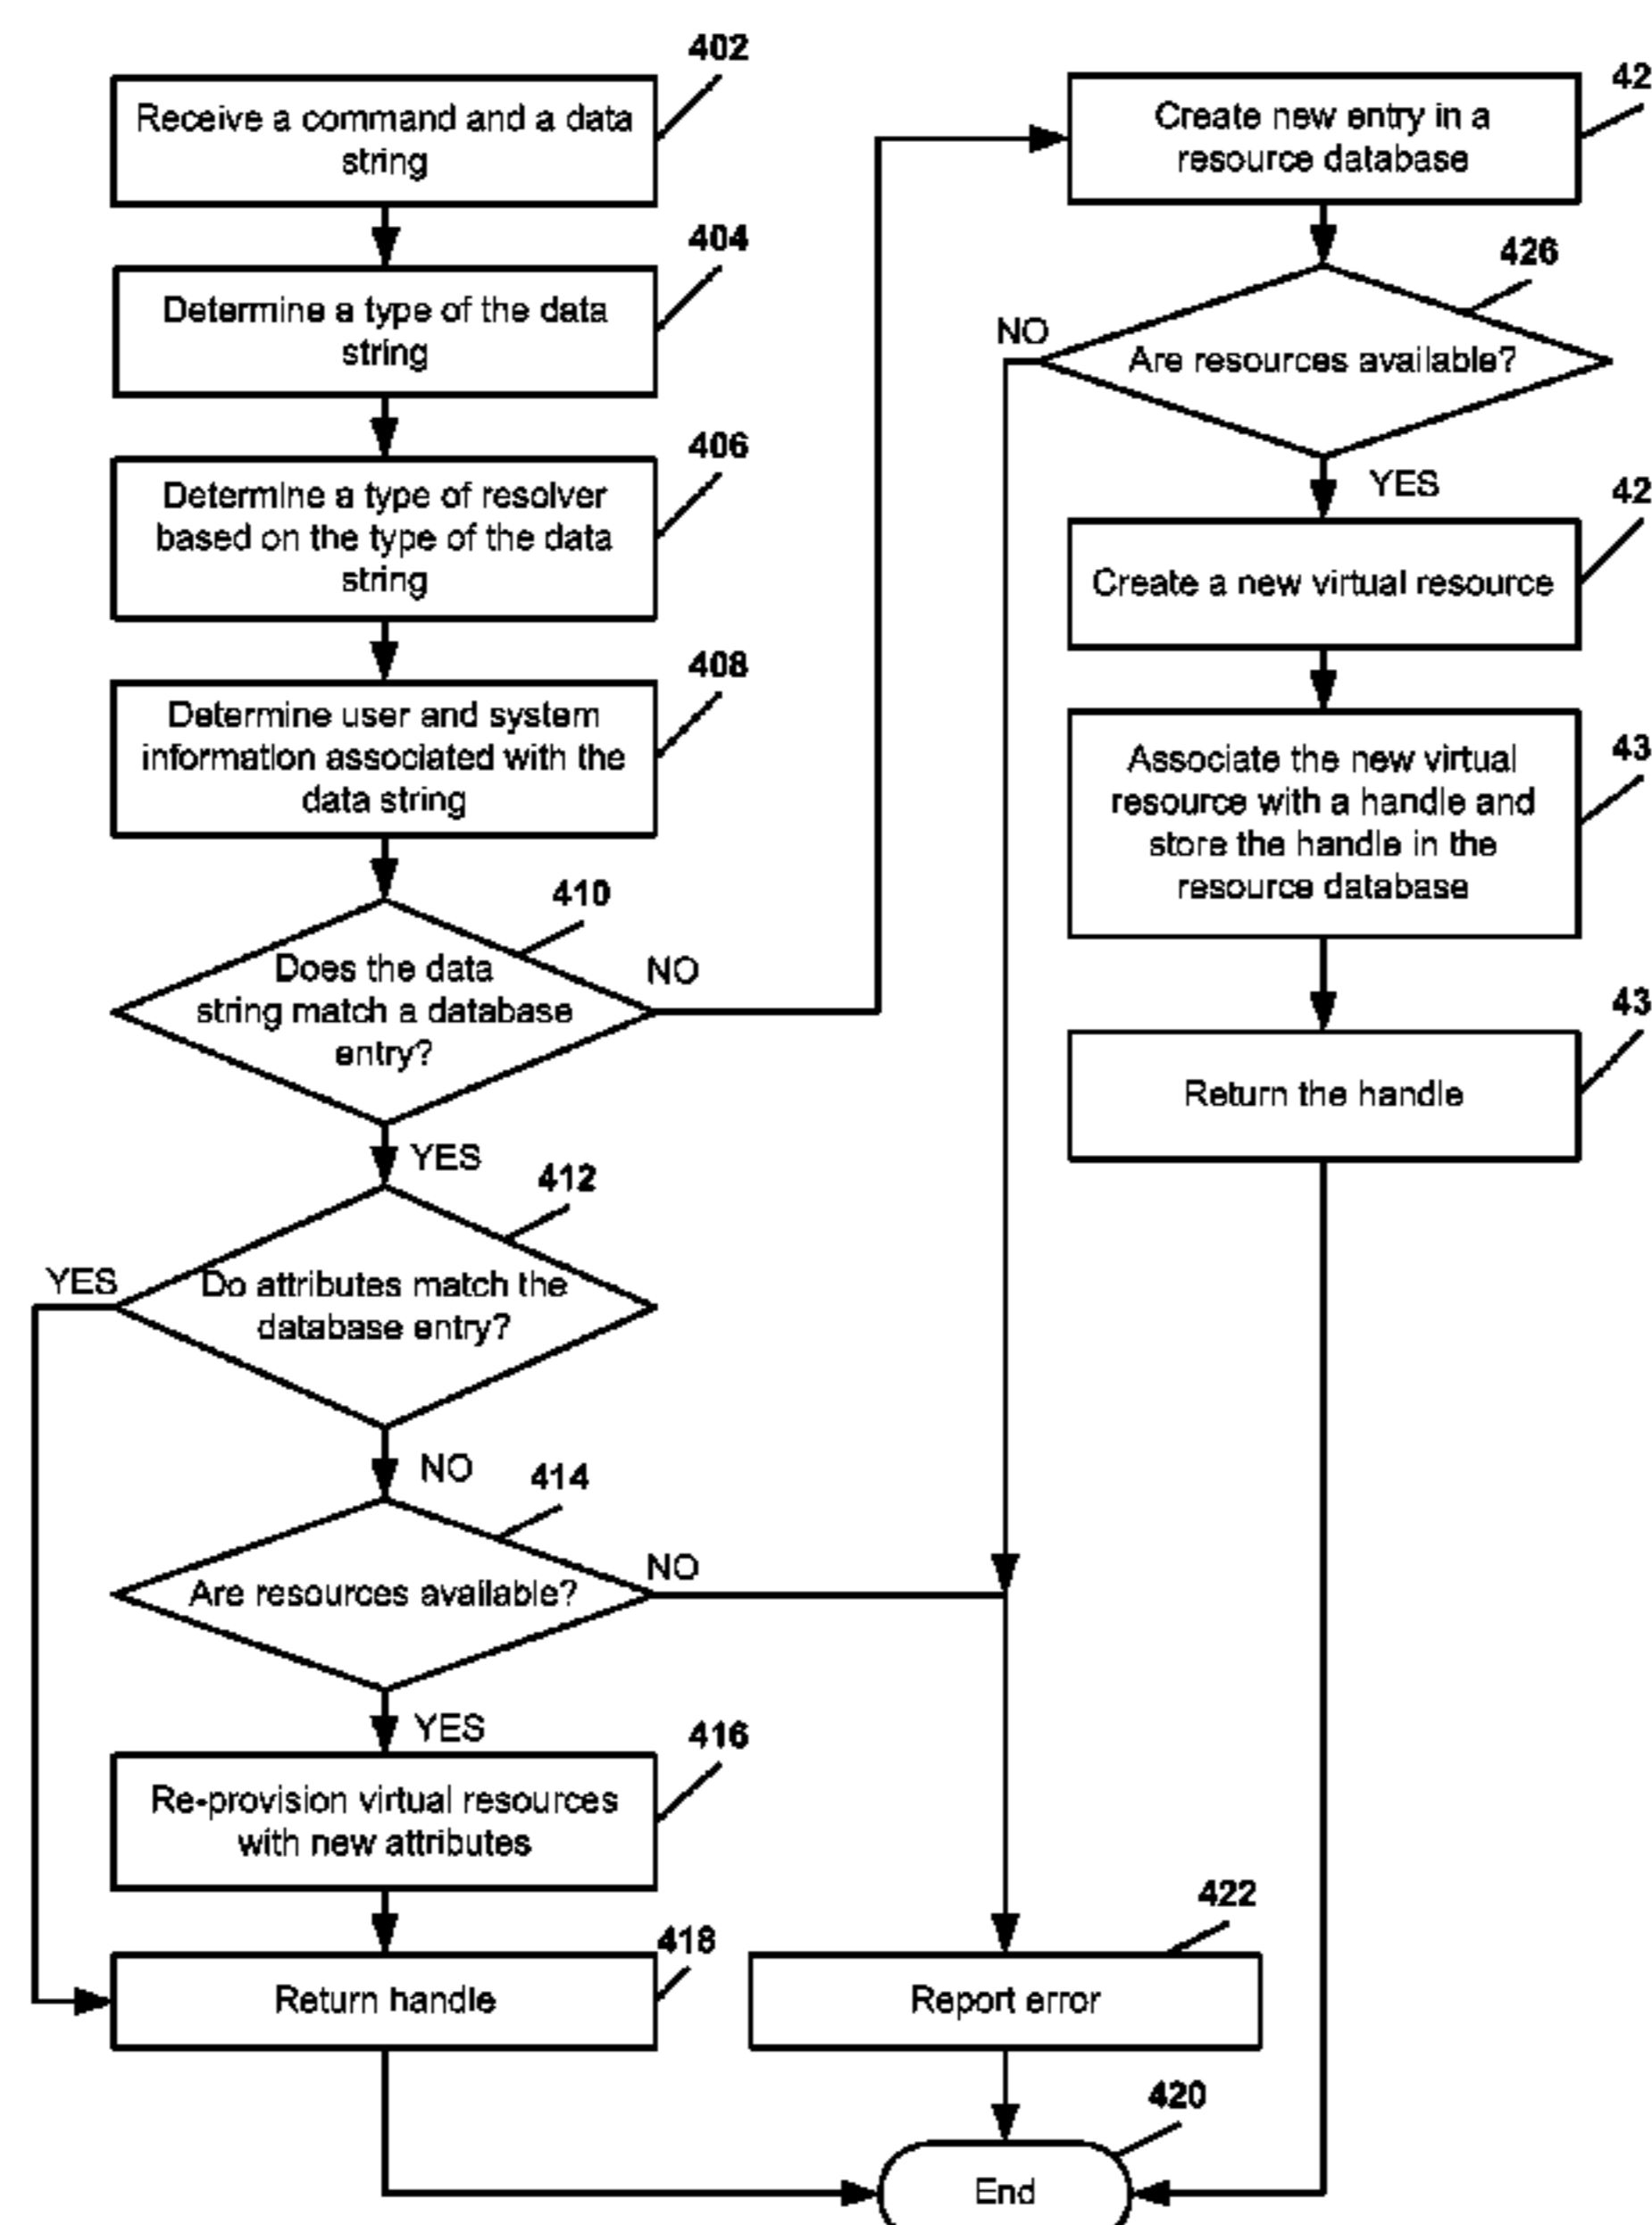 402
Receive a command and a data
string
404
Determine a type of the data
string
406
Determine a type of resolver
based on the type of the data
string
408
Determine user and system
information associated with the
data string
410
Does the data
string match a database
entry?
NO
YES
412
Do attributes match the
database entry?
YES
NO
414
Are resources available?
NO
YES
416
Re-provision virtual resources
with new attributes
418
Return handle
42
Create new entry in a
resource database
426
Are resources available?
NO
YES
42
Create a new virtual resource
43
Associate the new virtual
resource with a handle and
store the handle in the
resource database
43
Return the handle
422
Report error
420
End